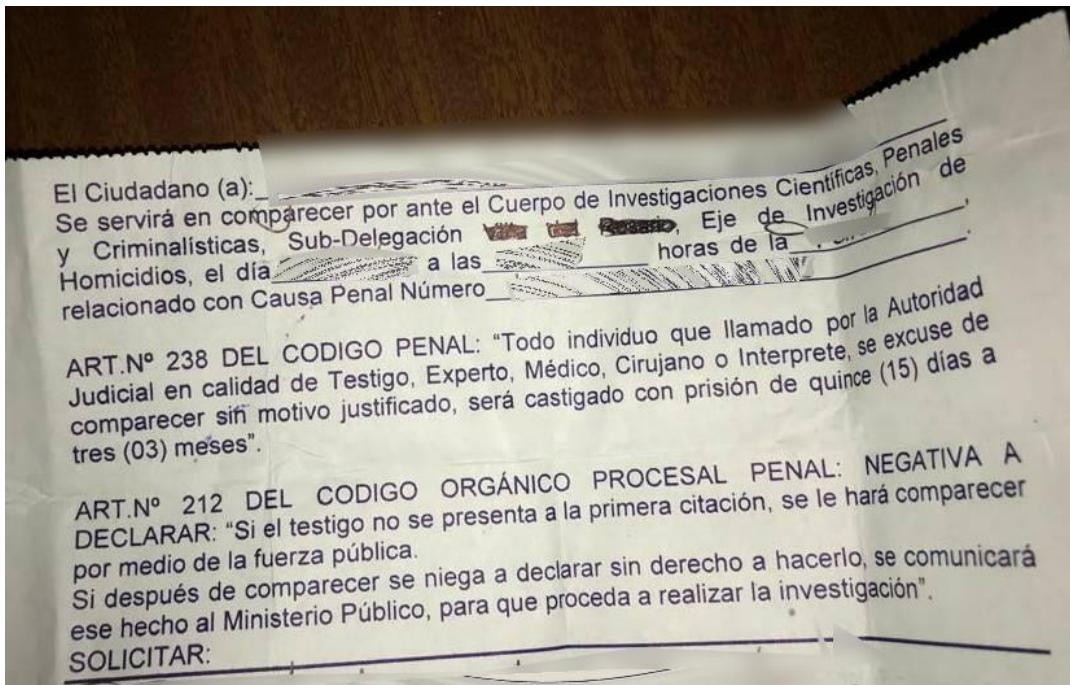 El Ciudadano (a):
Se servirá en comparecer por ante el Cuerpo de Investigaciones Científicas, Penales
y Criminalísticas, Sub-Delegación Villa del Rosario, Eje de Investigación de
Homicidios, el día a las horas de la
relacionado con Causa Penal Número
ART.Nº 238 DEL CODIGO PENAL: “Todo individuo que llamado por la Autoridad
Judicial en calidad de Testigo, Experto, Médico, Cirujano o Interprete, se excuse de
comparecer sin motivo justificado, será castigado con prisión de quince (15) días a
tres (03) meses”.
ART.Nº 212 DEL CODIGO ORGÁNICO PROCESAL PENAL: NEGATIVA A
DECLARAR: “Si el testigo no se presenta a la primera citación, se le hará comparecer
por medio de la fuerza pública.
Si después de comparecer se niega a declarar sin derecho a hacerlo, se comunicará
ese hecho al Ministerio Público, para que proceda a realizar la investigación”.
SOLICITAR: